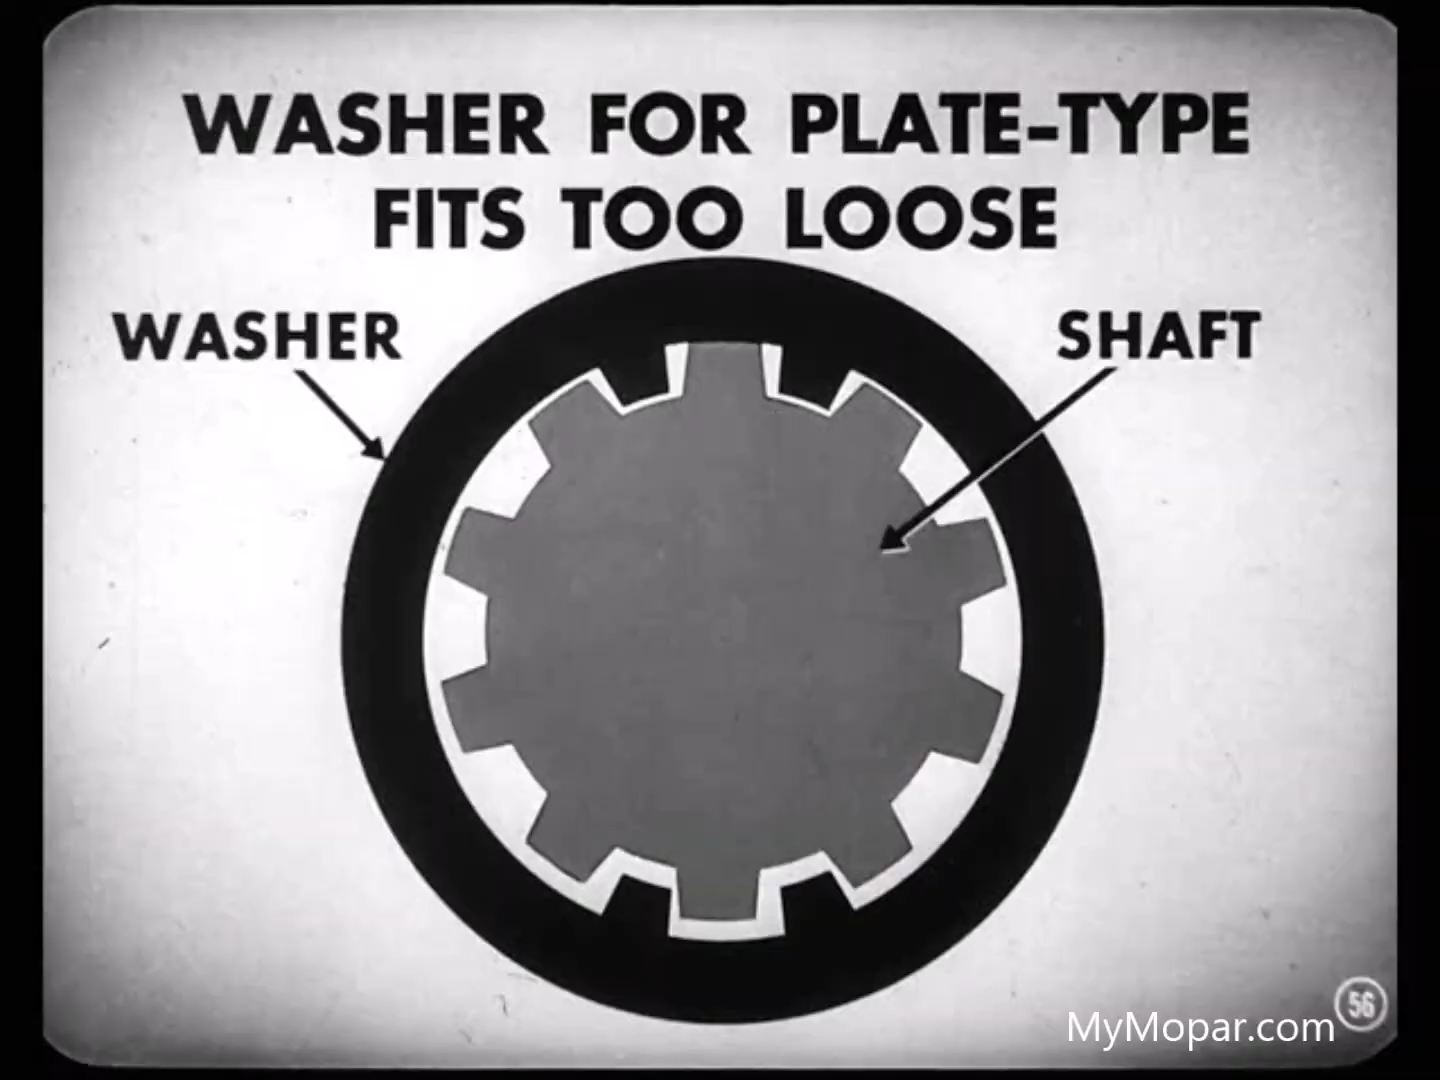 WASHER FOR PLATE-TYPE
FITS TOO LOOSE
WASHER
SHAFT
56
MyMopar.com